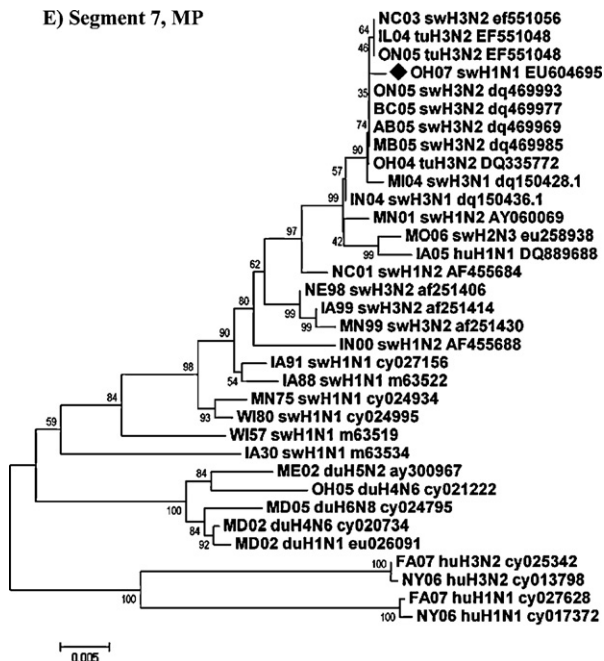 E) Segment 7, MP
NC03 swH3N2 ef551056
64
IL04 tuH3N2 EF551048
46
ON05 tuH3N2 EF551048
OH07 swH1N1 EU604695
35
ON05 swH3N2 dq469993
BC05 swH3N2 dq469977
74
AB05 swH3N2 dq469969
MB05 swH3N2 dq469985
90
OH04 tuH3N2 DQ335772
57
MI04 swH3N1 dq150428.1
99
IN04 swH3N1 dq150436.1
MN01 swH1N2 AY060069
97
42
MO06 swH2N3 eu258938
99
IA05 huH1N1 DQ889688
62
NC01 swH1N2 AF455684
NE98 swH3N2 af251406
80
IA99 swH3N2 af251414
99
99
MN99 swH3N2 af251430
90
IN00 swH1N2 AF455688
IA91 swH1N1 cy027156
98
54
IA88 swH1N1 m63522
84
MN75 swH1N1 cy024934
93
WI80 swH1N1 cy024995
59
WI57 swH1N1 m63519
IA30 swH1N1 m63534
84
ME02 duH5N2 ay300967
OH05 duH4N6 cy021222
100
MD05 duH6N8 cy024795
84
MD02 duH4N6 cy020734
92
MD02 duH1N1 eu026091
FA07 huH3N2 cy025342
100
NY06 huH3N2 cy013798
100
FA07 huH1N1 cy027628
100
NY06 huH1N1 cy017372
0.005